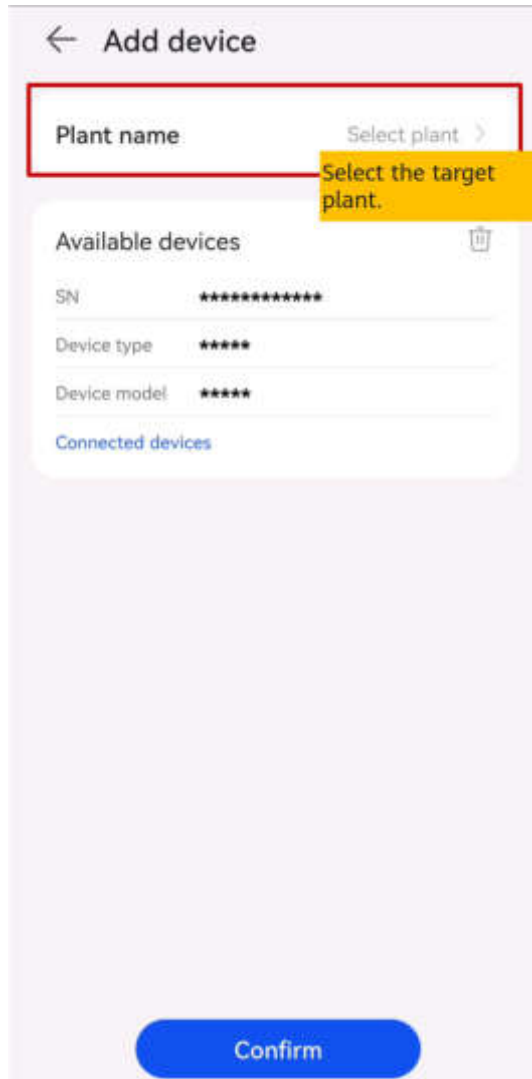 Add device
Plant name Select plant
Select the target
plant.
Available devices
SN ************
Device type *****
Device model *****
Connected devices
Confirm